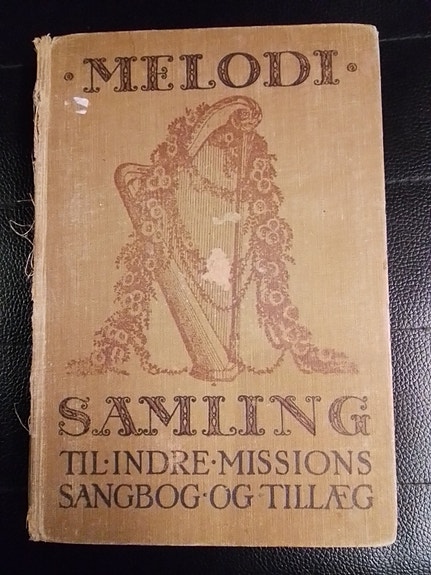 ·MELODI·
SAMLING
TIL·INDRE·MISSIONS
SANGBOG·OG TILLÆG